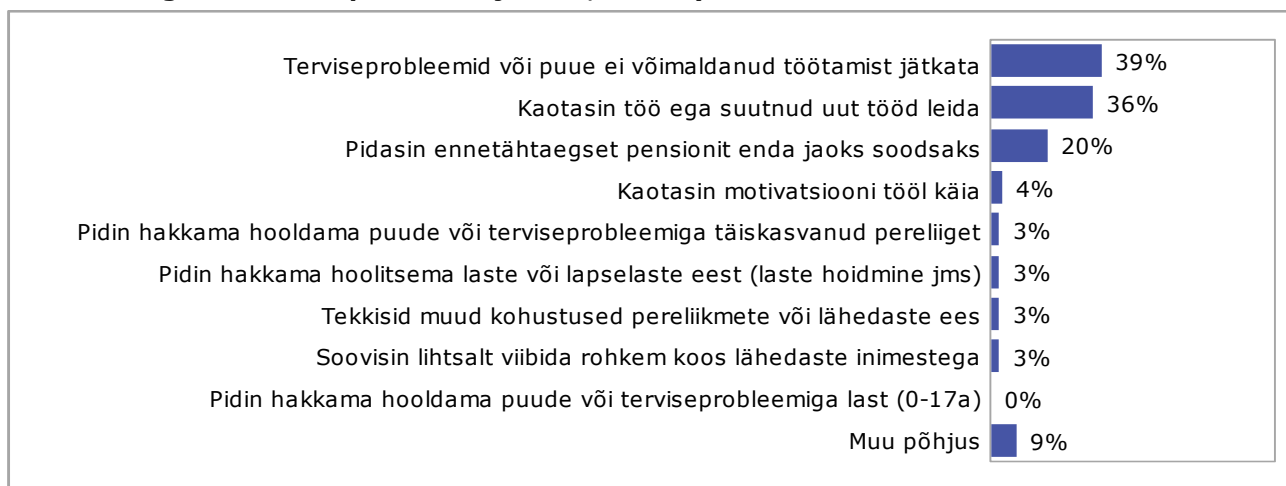 Terviseprobleemid või puue ei võimaldanud töötamist jätkata 39%
Kaotasin töö ega suutnud uut tööd leida 36%
Pidasin ennetähtaegset pensionit enda jaoks soodsaks 20%
Kaotasin motivatsiooni tööl käia 4%
Pidin hakkama hooldama puude või terviseprobleemiga täiskasvanud pereliiget 3%
Pidin hakkama hoolitsema laste või lapselaste eest (laste hoidmine jms) 3%
Tekkisid muud kohustused pereliikmete või lähedaste ees 3%
Soovisin lihtsalt viibida rohkem koos lähedaste inimestega 3%
Pidin hakkama hooldama puude või terviseprobleemiga last (0-17a) 0%
Muu põhjus 9%